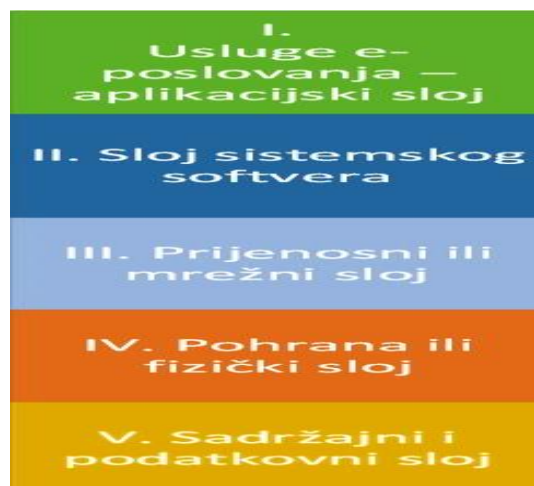 I.
Usluge e-
poslovanja –
aplikacijski sloj
II. Sloj sistemskog
softvera
III. Prijenosni ili
mrežni sloj
IV. Pohrana ili
fizički sloj
V. Sadržajni i
podatkovni sloj